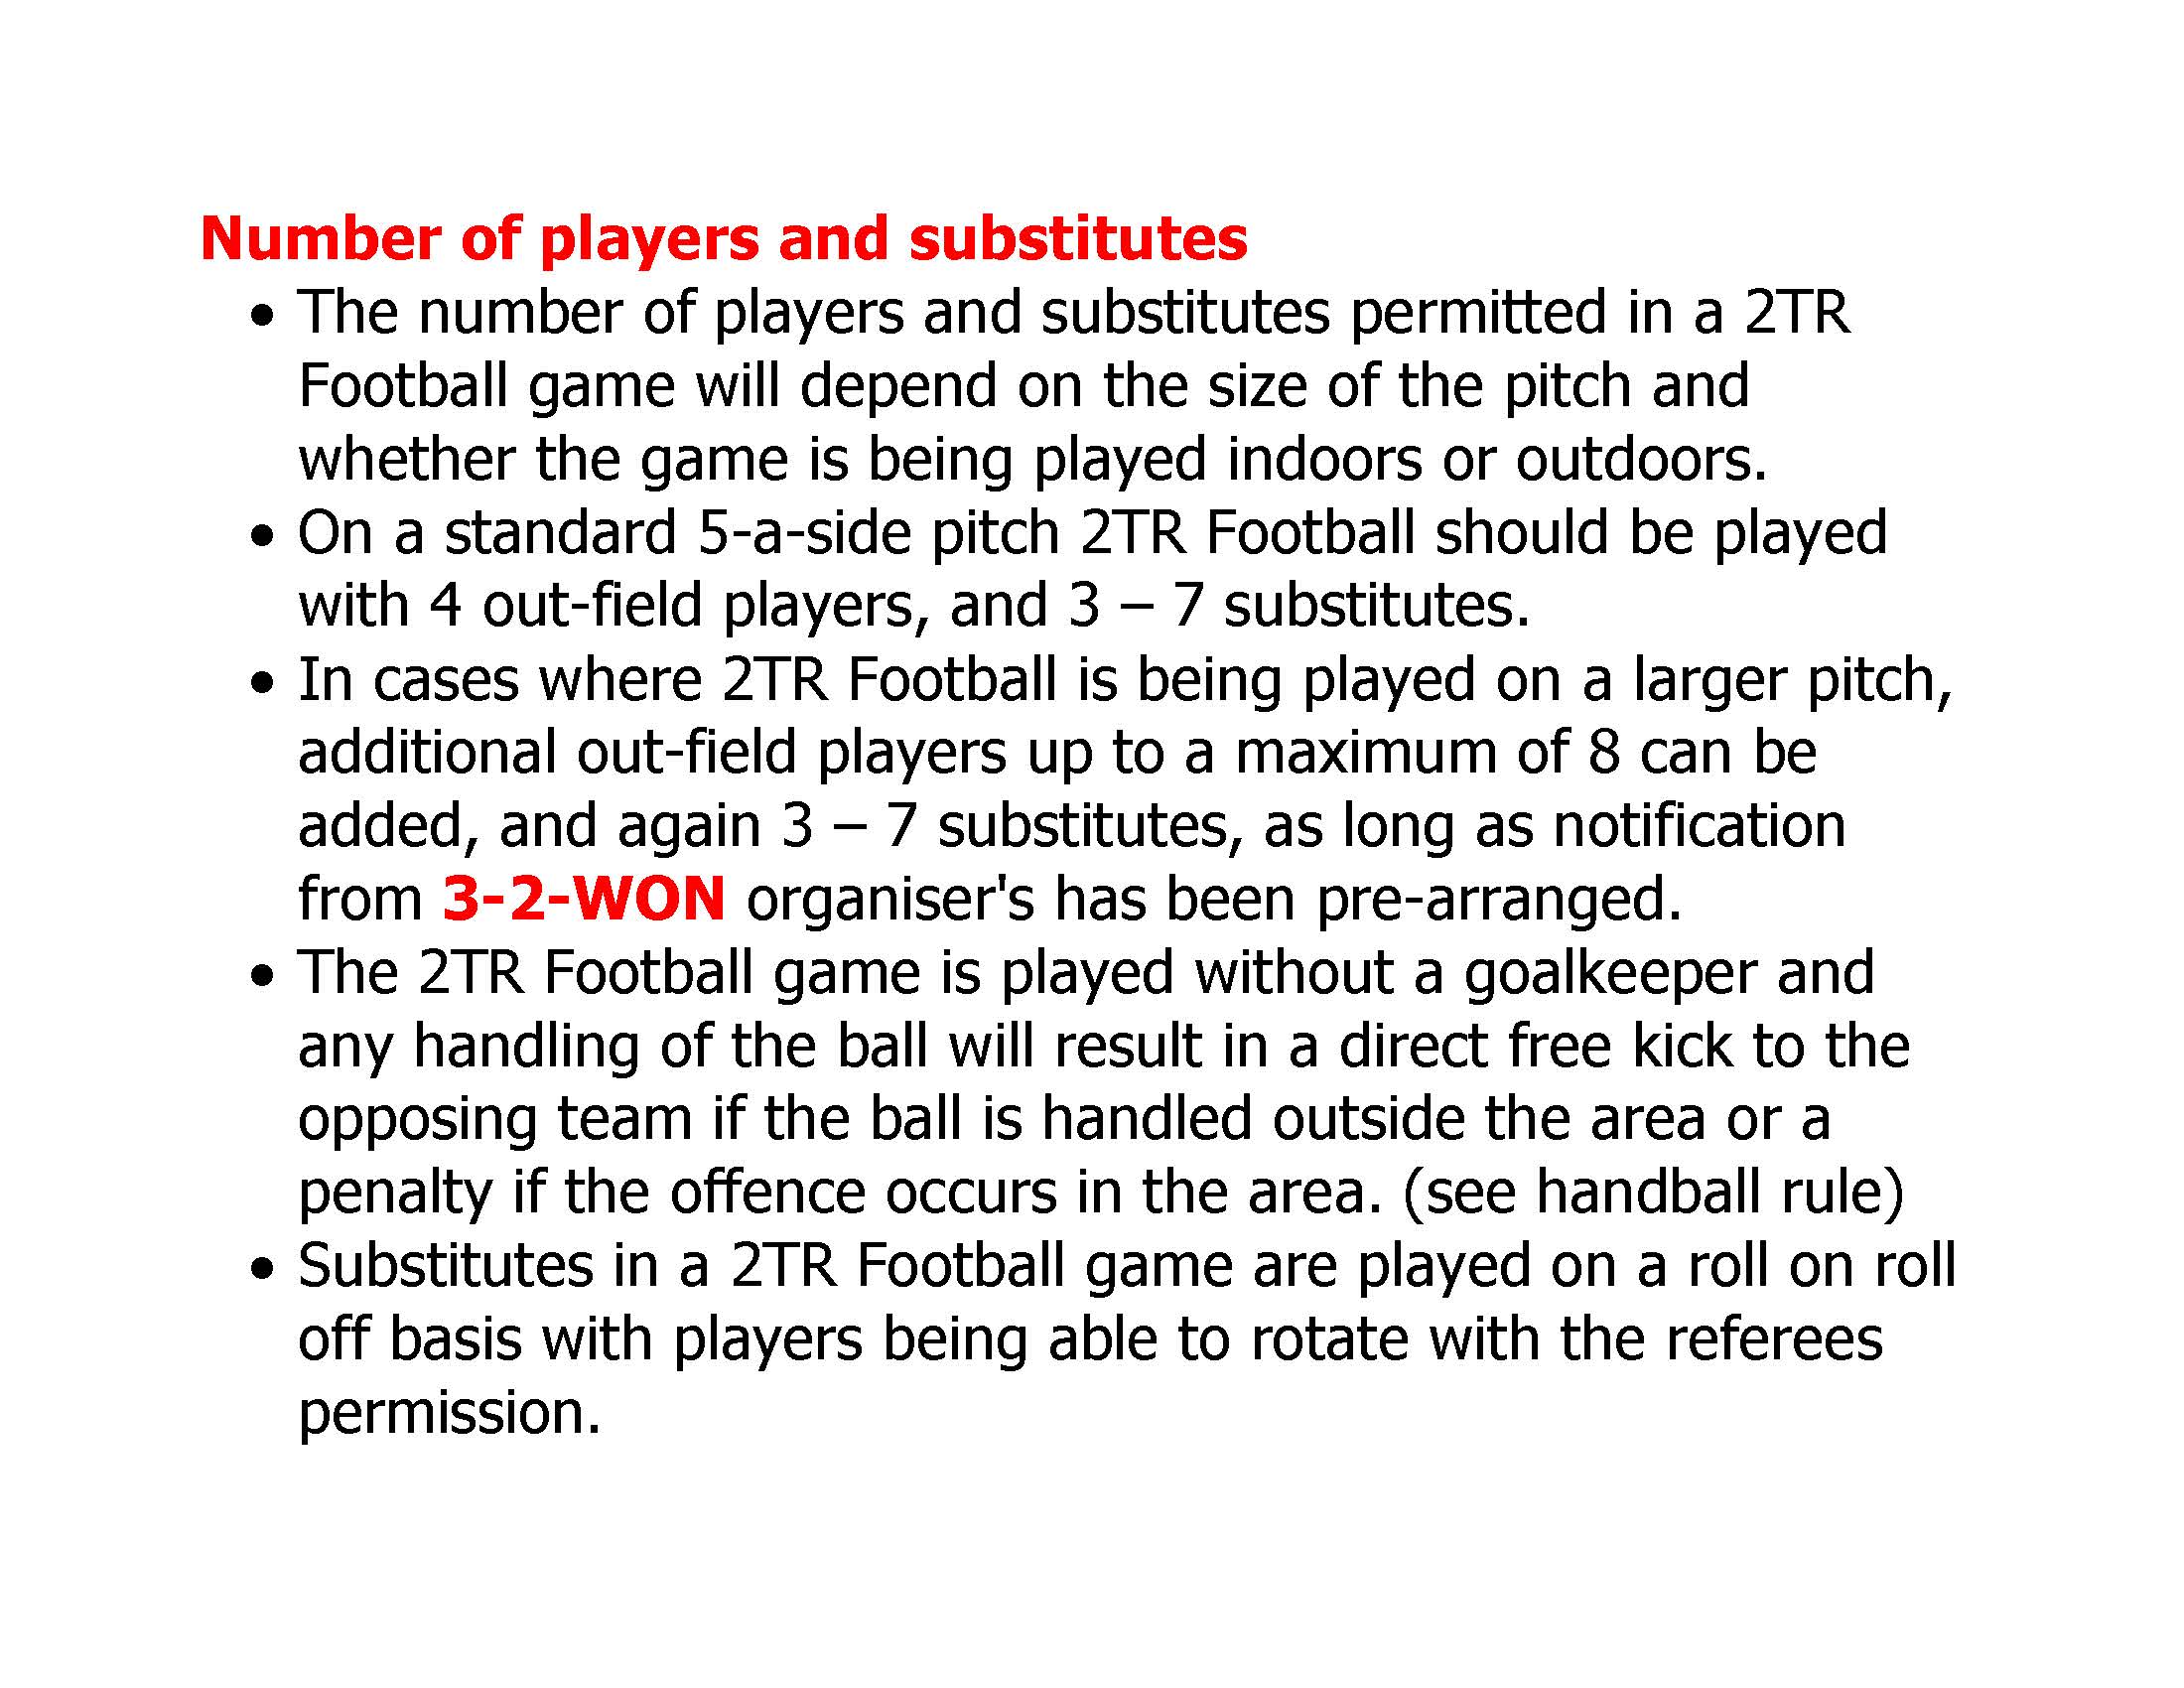 Number of players and substitutes
• The number of players and substitutes permitted in a 2TR
Football game will depend on the size of the pitch and
whether the game is being played indoors or outdoors.
• On a standard 5-a-side pitch 2TR Football should be played
with 4 out-field players, and 3 – 7 substitutes.
• In cases where 2TR Football is being played on a larger pitch,
additional out-field players up to a maximum of 8 can be
added, and again 3 – 7 substitutes, as long as notification
from 3-2-WON organiser's has been pre-arranged.
• The 2TR Football game is played without a goalkeeper and
any handling of the ball will result in a direct free kick to the
opposing team if the ball is handled outside the area or a
penalty if the offence occurs in the area. (see handball rule)
• Substitutes in a 2TR Football game are played on a roll on roll
off basis with players being able to rotate with the referees
permission.